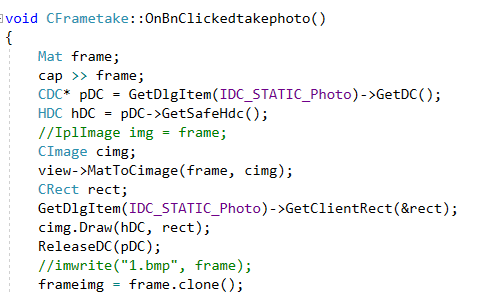 void CFrametake::OnBnClickedtakephoto()
{
Mat frame;
cap >> frame;
CDC* pDC = GetDlgItem(IDC_STATIC_Photo)->GetDC();
HDC hDC = pDC->GetSafeHdc();
//IplImage img = frame;
CImage cimg;
view->MatToCimage(frame, cimg);
CRect rect;
GetDlgItem(IDC_STATIC_Photo)->GetClientRect(&rect);
cimg.Draw(hDC, rect);
ReleaseDC(pDC);
//imwrite("1.bmp", frame);
frameimg = frame.clone();